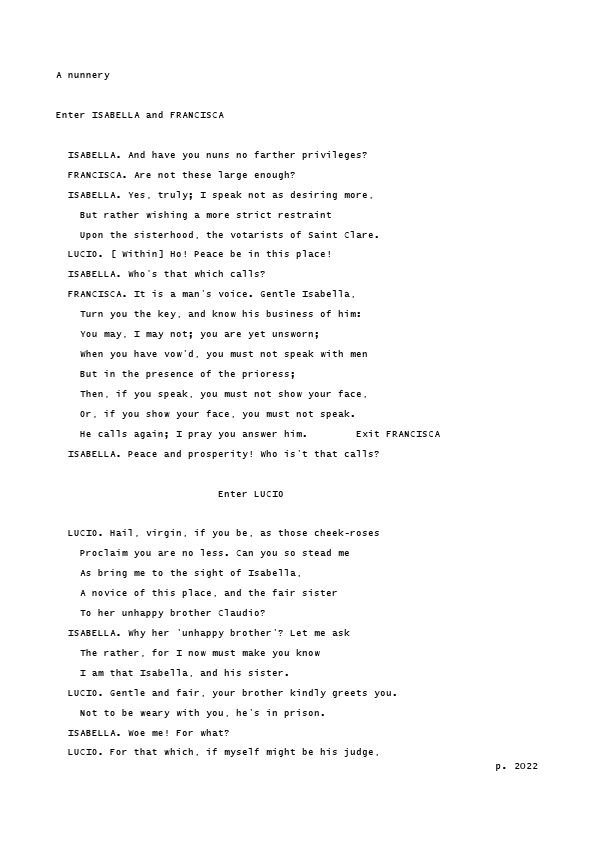 A nunnery
Enter ISABELLA and FRANCISCA
ISABELLA. And have you nuns no farther privileges?
FRANCISCA. Are not these large enough?
ISABELLA. Yes, truly; I speak not as desiring more,
But rather wishing a more strict restraint
Upon the sisterhood, the votarists of Saint Clare.
LUCIO. [ Within] Ho! Peace be in this place!
ISABELLA. Who's that which calls?
FRANCISCA. It is a man's voice. Gentle Isabella,
Turn you the key, and know his business of him:
You may, I may not; you are yet unsworn;
When you have vow'd, you must not speak with men
But in the presence of the prioress;
Then, if you speak, you must not show your face,
Or, if you show your face, you must not speak.
He calls again; I pray you answer him.        Exit FRANCISCA
ISABELLA. Peace and prosperity! Who is't that calls?
Enter LUCIO
LUCIO. Hail, virgin, if you be, as those cheek-roses
Proclaim you are no less. Can you so stead me
As bring me to the sight of Isabella,
A novice of this place, and the fair sister
To her unhappy brother Claudio?
ISABELLA. Why her 'unhappy brother'? Let me ask
The rather, for I now must make you know
I am that Isabella, and his sister.
LUCIO. Gentle and fair, your brother kindly greets you.
Not to be weary with you, he's in prison.
ISABELLA. Woe me! For what?
LUCIO. For that which, if myself might be his judge,
p. 2022